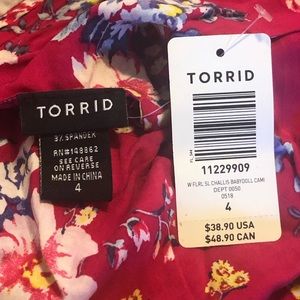 TORRID
3% SPANDEX
RN#148862
SEE CARE
ON REVERSE
MADE IN CHINA
4
TORRID
11229909
W FLRL SL CHALLIS BABYDOLL CAMI
DEPT 0050
0518
4
$38.90 USA
$48.90 CAN